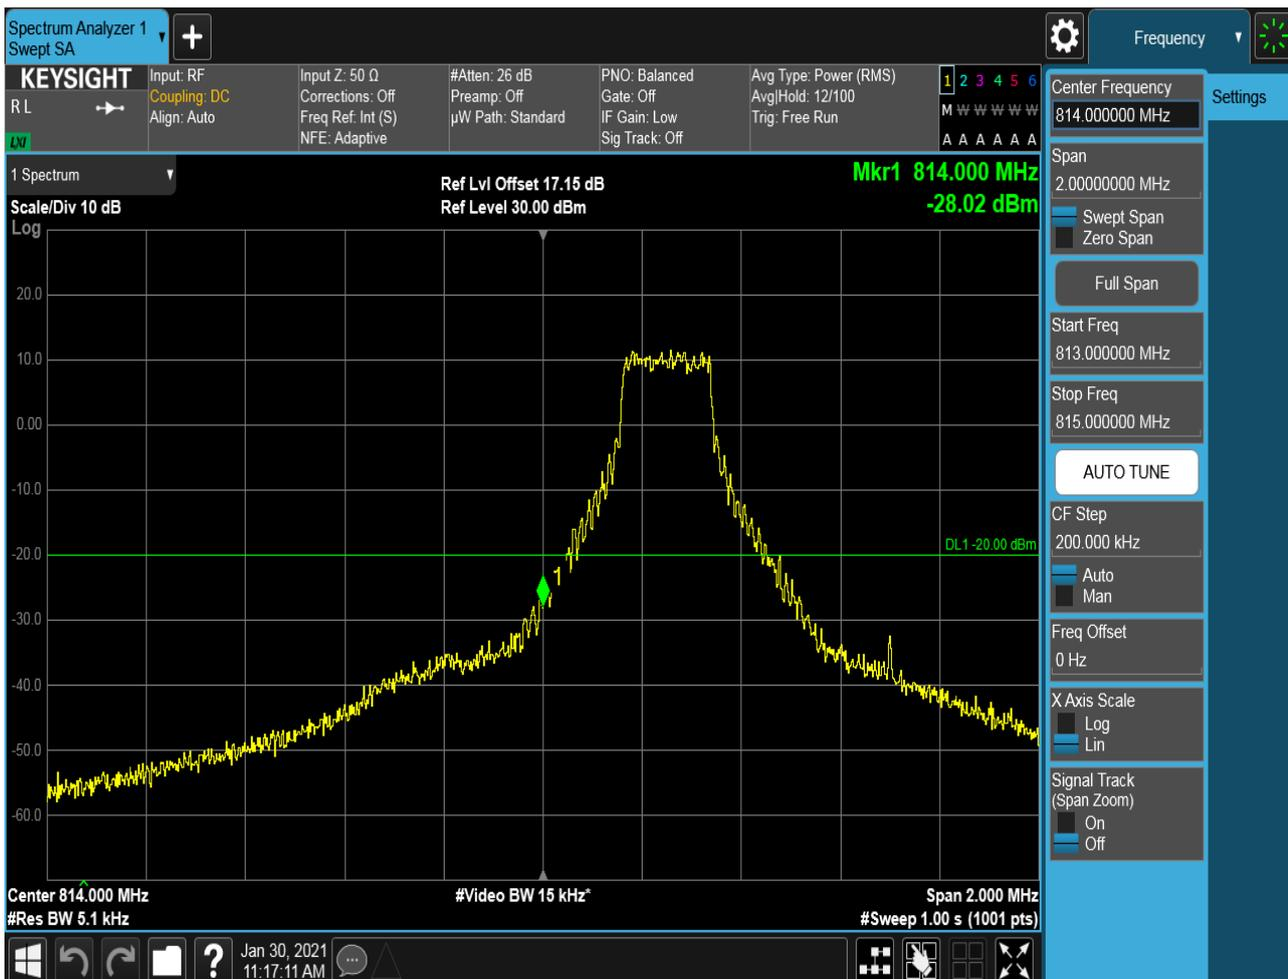 Spectrum Analyzer 1
Swept SA
+
Frequency
KEYSIGHT
R L
LXI
Input: RF
Coupling: DC
Align: Auto
Input Z: 50 Ω
Corrections: Off
Freq Ref: Int (S)
NFE: Adaptive
#Atten: 26 dB
Preamp: Off
µW Path: Standard
PNO: Balanced
Gate: Off
IF Gain: Low
Sig Track: Off
Avg Type: Power (RMS)
Avg|Hold: 12/100
Trig: Free Run
1 2 3 4 5 6
M W W W W W
A A A A A A
1 Spectrum
Scale/Div 10 dB
Log
Ref Lvl Offset 17.15 dB
Ref Level 30.00 dBm
Mkr1 814.000 MHz
-28.02 dBm
20.0
10.0
0.00
-10.0
-20.0
-30.0
-40.0
-50.0
-60.0
DL1 -20.00 dBm
1
Center 814.000 MHz
#Res BW 5.1 kHz
#Video BW 15 kHz*
Span 2.000 MHz
#Sweep 1.00 s (1001 pts)
Center Frequency
814.000000 MHz
Settings
Span
2.00000000 MHz
Swept Span
Zero Span
Full Span
Start Freq
813.000000 MHz
Stop Freq
815.000000 MHz
AUTO TUNE
CF Step
200.000 kHz
Auto
Man
Freq Offset
0 Hz
X Axis Scale
Log
Lin
Signal Track
(Span Zoom)
On
Off
?
Jan 30, 2021
11:17:11 AM